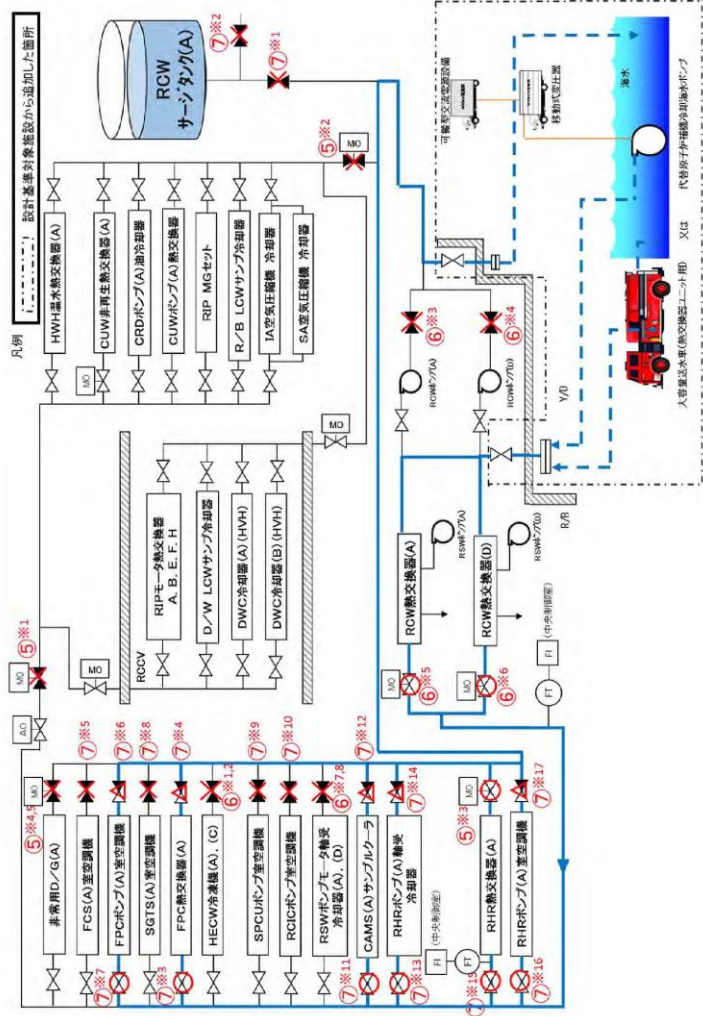 凡例
設計基準対象施設から追加した箇所
RCW
サージタンク(A)
⑦※2
⑦※1
⑤※2
MO
HWH温水熱交換器(A)
CUW非再生熱交換器(A)
CRDポンプ(A)油冷却器
CUWポンプ(A)熱交換器
RIP MGセット
R/B LCWサンプ冷却器
IA空気圧縮機 冷却器
SA空気圧縮機 冷却器
MO
MO
RCCV
RIPモータ熱交換器
A, B, E, F, H
D/W LCWサンプ冷却器
DWC冷却器(A)(HVH)
DWC冷却器(B)(HVH)
MO
⑤※1
MO
AO
⑤※4,5
MO
非常用D/G(A)
⑦※5
FCS(A)室空調機
⑦※6
FPCポンプ(A)室空調機
⑦※7
⑦※8
SGTS(A)室空調機
⑦※4
FPC熱交換器(A)
⑦※3
⑥※1,2
HECW冷凍機(A), (C)
⑦※9
SPCUポンプ室空調機
⑦※10
RCICポンプ室空調機
⑥※7,8
RSWポンプモータ軸受
冷却器(A), (D)
⑦※12
CAMS(A)サンプルクーラ
⑦※11
⑦※14
RHRポンプ(A)軸受
冷却器
⑦※13
(中央制御室)
FI
FT
⑤※3
MO
RHR熱交換器(A)
⑦※15
⑦※17
RHRポンプ(A)室空調機
⑦※16
MO
⑥※5
RCW熱交換器(A)
RSWポンプ(A)
MO
⑥※6
RCW熱交換器(D)
RSWポンプ(D)
FT
FI
(中央制御室)
⑥※3
RCWポンプ(A)
⑥※4
RCWポンプ(D)
R/B
Y/D
可搬型交流電源設備
移動式変圧器
海水
大容量送水車(熱交換器ユニット用)
又は
代替原子炉補機冷却海水ポンプ